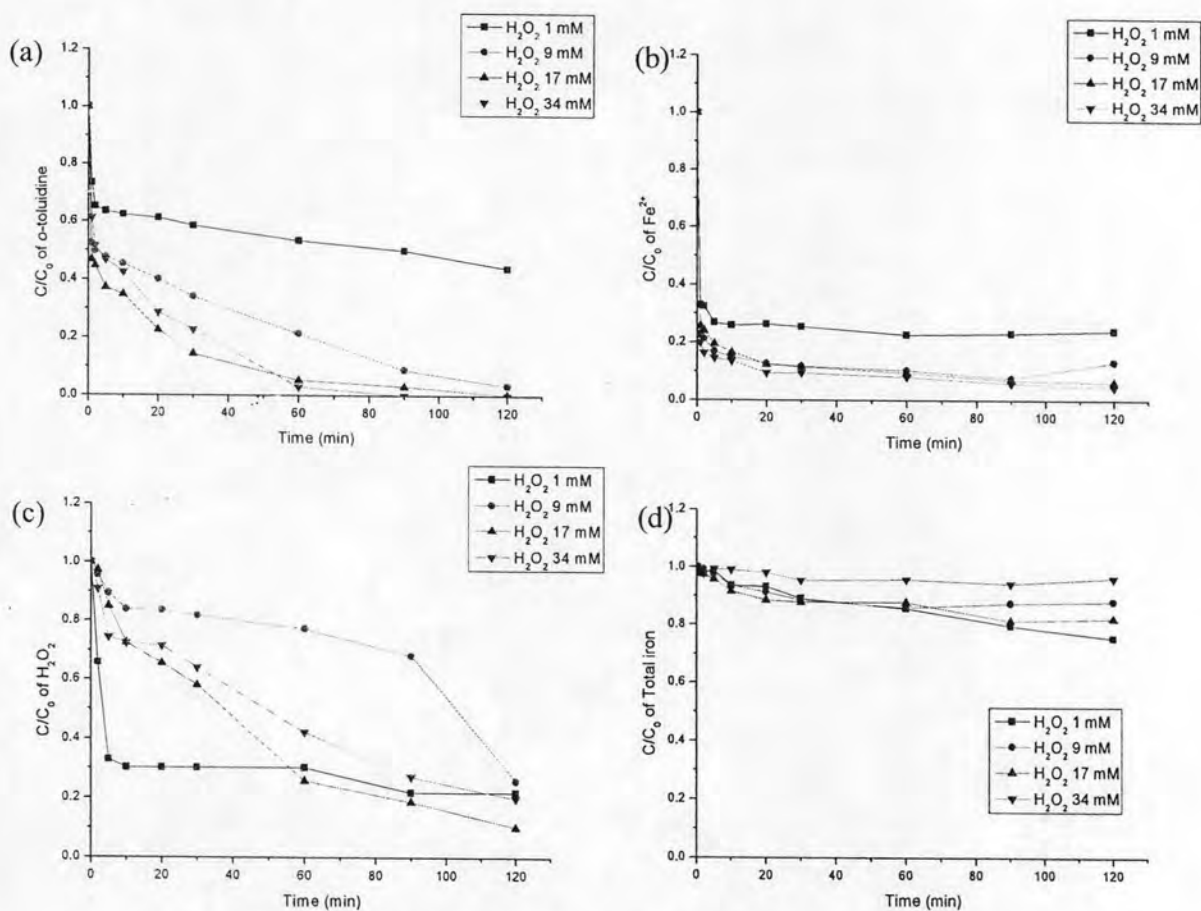 (a)
H₂O₂ 1 mM
H₂O₂ 9 mM
H₂O₂ 17 mM
H₂O₂ 34 mM
C/C₀ of o-toluidine
1.2
1.0
0.8
0.6
0.4
0.2
0.0
0 20 40 60 80 100 120
Time (min)
(b)
H₂O₂ 1 mM
H₂O₂ 9 mM
H₂O₂ 17 mM
H₂O₂ 34 mM
C/C₀ of Fe²⁺
1.2
1.0
0.8
0.6
0.4
0.2
0.0
0 20 40 60 80 100 120
Time (min)
(c)
H₂O₂ 1 mM
H₂O₂ 9 mM
H₂O₂ 17 mM
H₂O₂ 34 mM
C/C₀ of H₂O₂
1.2
1.0
0.8
0.6
0.4
0.2
0.0
0 20 40 60 80 100 120
Time (min)
(d)
C/C₀ of Total iron
1.2
1.0
0.8
0.6
0.4
0.2
0.0
H₂O₂ 1 mM
H₂O₂ 9 mM
H₂O₂ 17 mM
H₂O₂ 34 mM
0 20 40 60 80 100 120
Time (min)